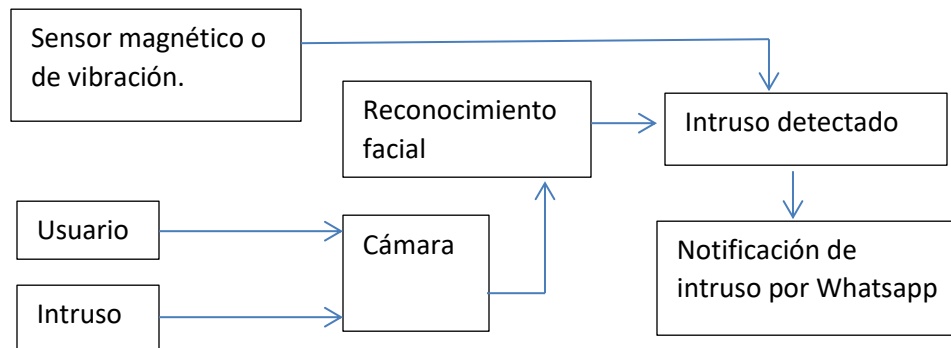 Sensor magnético o
de vibración.
Reconocimiento
facial
Intruso detectado
Usuario
Cámara
Notificación de
intruso por Whatsapp
Intruso